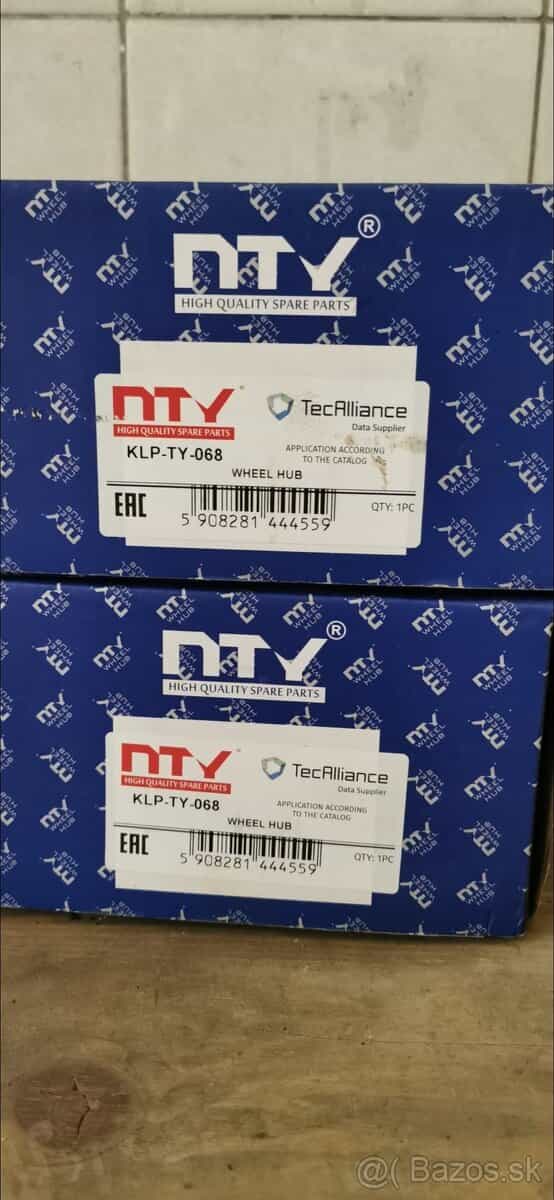 NTY®
HIGH QUALITY SPARE PARTS
NTY
HIGH QUALITY SPARE PARTS
TecAlliance
Data Supplier
KLP-TY-068
APPLICATION ACCORDING
TO THE CATALOG
WHEEL HUB
EAC
5 908281 444559
QTY: 1PC
NTY®
HIGH QUALITY SPARE PARTS
NTY
HIGH QUALITY SPARE PARTS
TecAlliance
Data Supplier
KLP-TY-068
APPLICATION ACCORDING
TO THE CATALOG
WHEEL HUB
EAC
5 908281 444559
QTY: 1PC
NTY
WHEEL
HUB
@( Bazos.sk